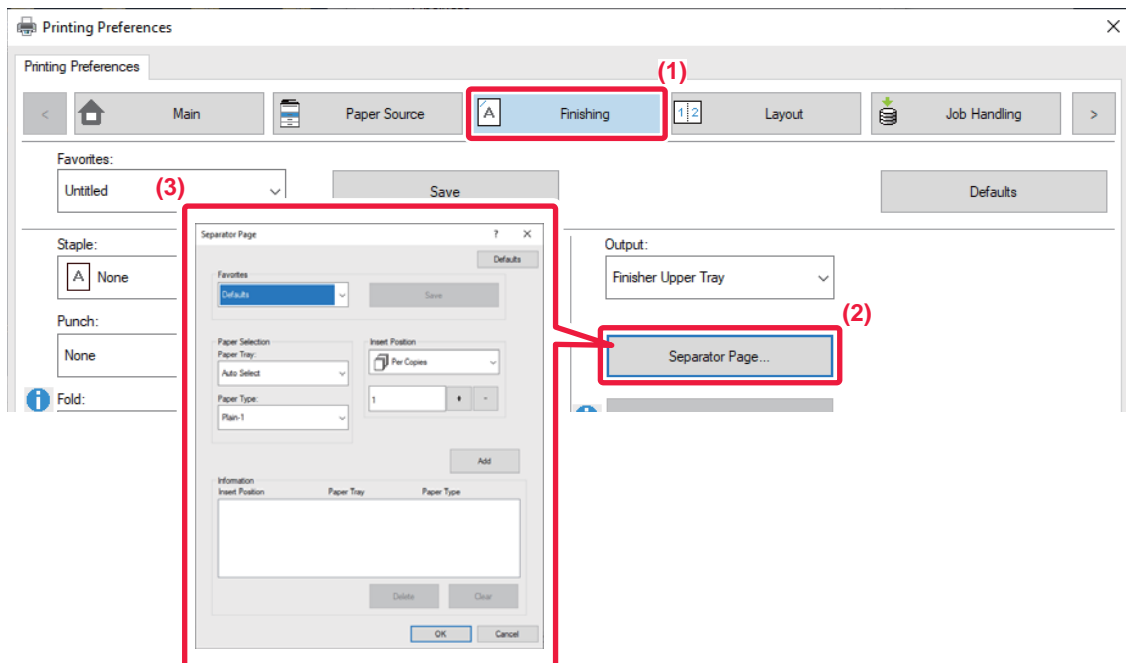 Printing Preferences
Printing Preferences
(1)
< Main Paper Source A Finishing 1 2 Layout Job Handling >
Favorites:
Untitled Save Defaults
(3)
Separator Page ? ×
Defaults
Favorites
Defaults Save
Paper Selection Insert Position
Paper Tray:
Auto Select Per Copies
Paper Type: 1 + -
Plain-1
Add
Information
Insert Position Paper Tray Paper Type
Delete Clear
OK Cancel
Staple:
A None
Punch:
None
i Fold:
Output:
Finisher Upper Tray
(2)
Separator Page...